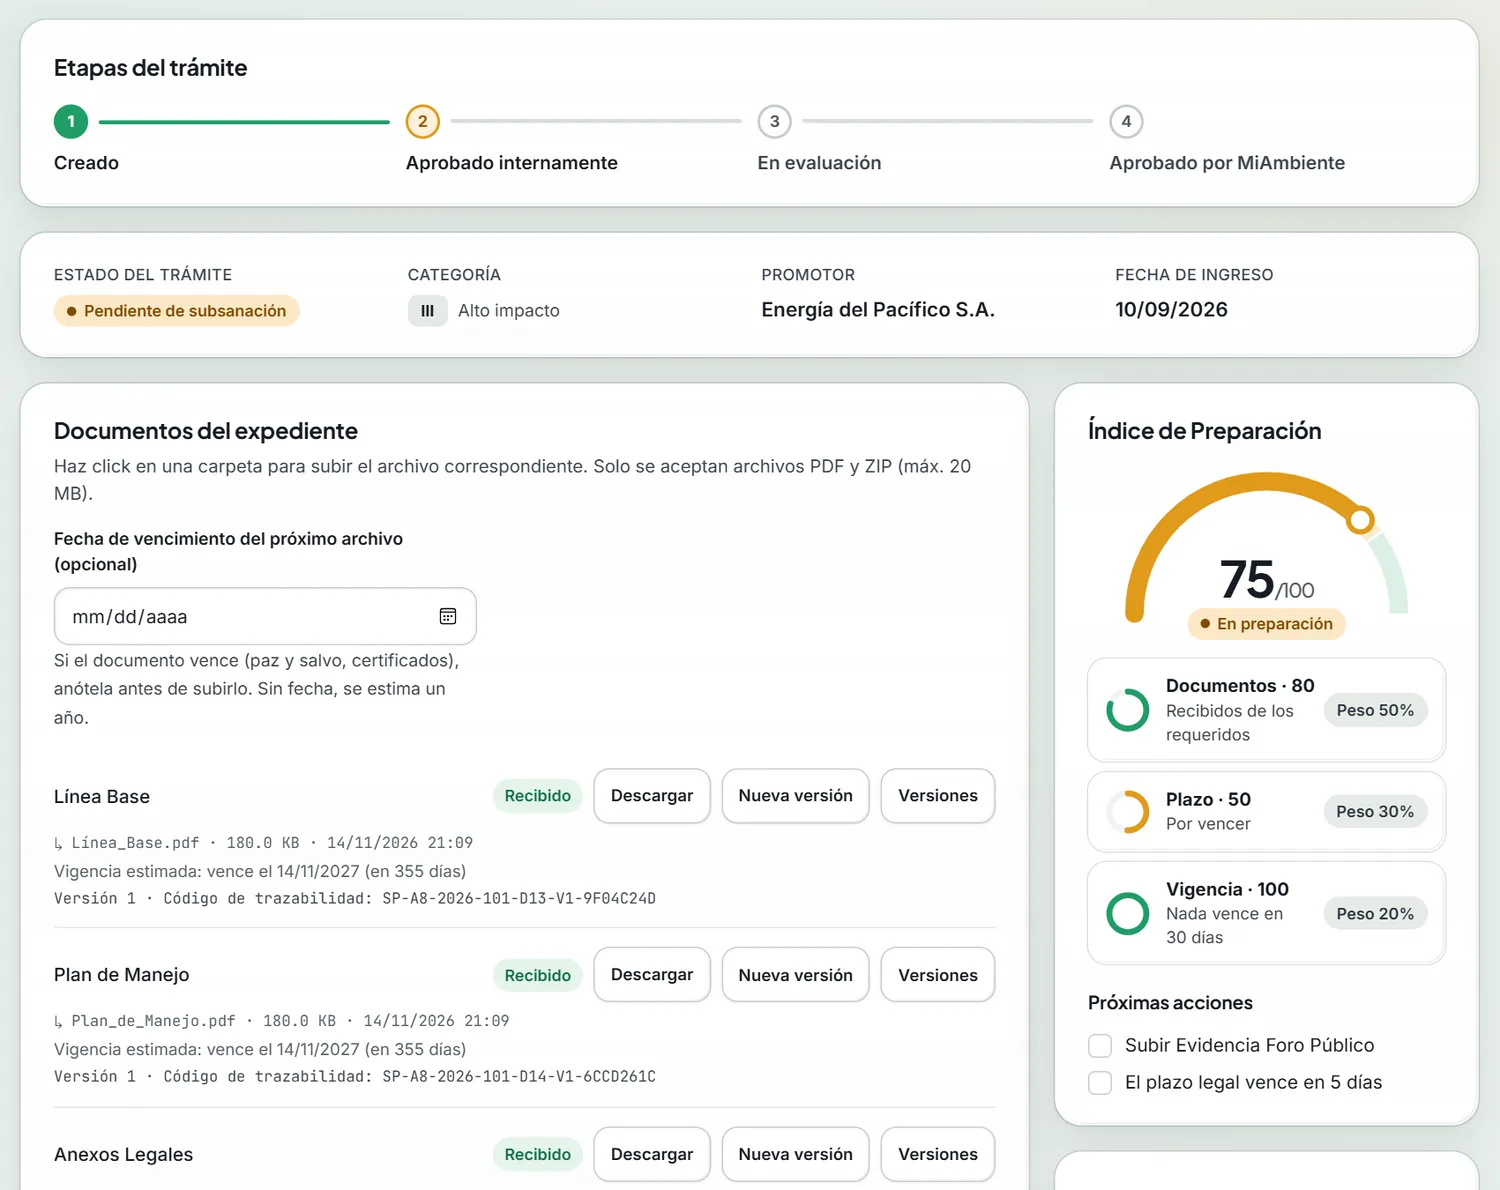 Etapas del trámite
1
2
3
4
Creado
Aprobado internamente
En evaluación
Aprobado por MiAmbiente
ESTADO DEL TRÁMITE
Pendiente de subsanación
CATEGORÍA
III Alto impacto
PROMOTOR
Energía del Pacífico S.A.
FECHA DE INGRESO
10/09/2026
Documentos del expediente
Haz click en una carpeta para subir el archivo correspondiente. Solo se aceptan archivos PDF y ZIP (máx. 20
MB).
Fecha de vencimiento del próximo archivo
(opcional)
mm/dd/aaaa
Si el documento vence (paz y salvo, certificados),
anótela antes de subirlo. Sin fecha, se estima un
año.
Línea Base
Recibido
Descargar
Nueva versión
Versiones
↳ Línea_Base.pdf · 180.0 KB · 14/11/2026 21:09
Vigencia estimada: vence el 14/11/2027 (en 355 días)
Versión 1 · Código de trazabilidad: SP-A8-2026-101-D13-V1-9F04C24D
Plan de Manejo
Recibido
Descargar
Nueva versión
Versiones
↳ Plan_de_Manejo.pdf · 180.0 KB · 14/11/2026 21:09
Vigencia estimada: vence el 14/11/2027 (en 355 días)
Versión 1 · Código de trazabilidad: SP-A8-2026-101-D14-V1-6CCD261C
Anexos Legales
Recibido
Descargar
Nueva versión
Versiones
Índice de Preparación
75/100
En preparación
Documentos · 80
Recibidos de los
requeridos
Peso 50%
Plazo · 50
Por vencer
Peso 30%
Vigencia · 100
Nada vence en
30 días
Peso 20%
Próximas acciones
Subir Evidencia Foro Público
El plazo legal vence en 5 días